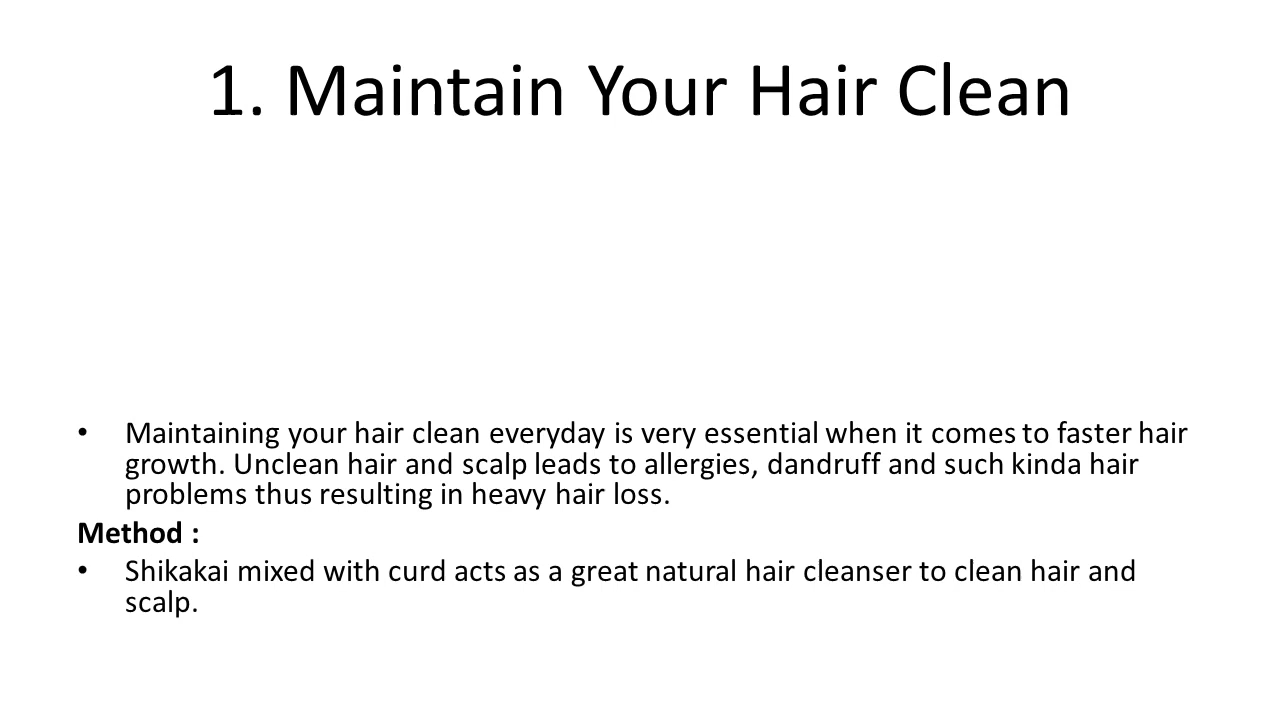 1. Maintain Your Hair Clean
• Maintaining your hair clean everyday is very essential when it comes to faster hair
growth. Unclean hair and scalp leads to allergies, dandruff and such kinda hair
problems thus resulting in heavy hair loss.
Method :
• Shikakai mixed with curd acts as a great natural hair cleanser to clean hair and
scalp.